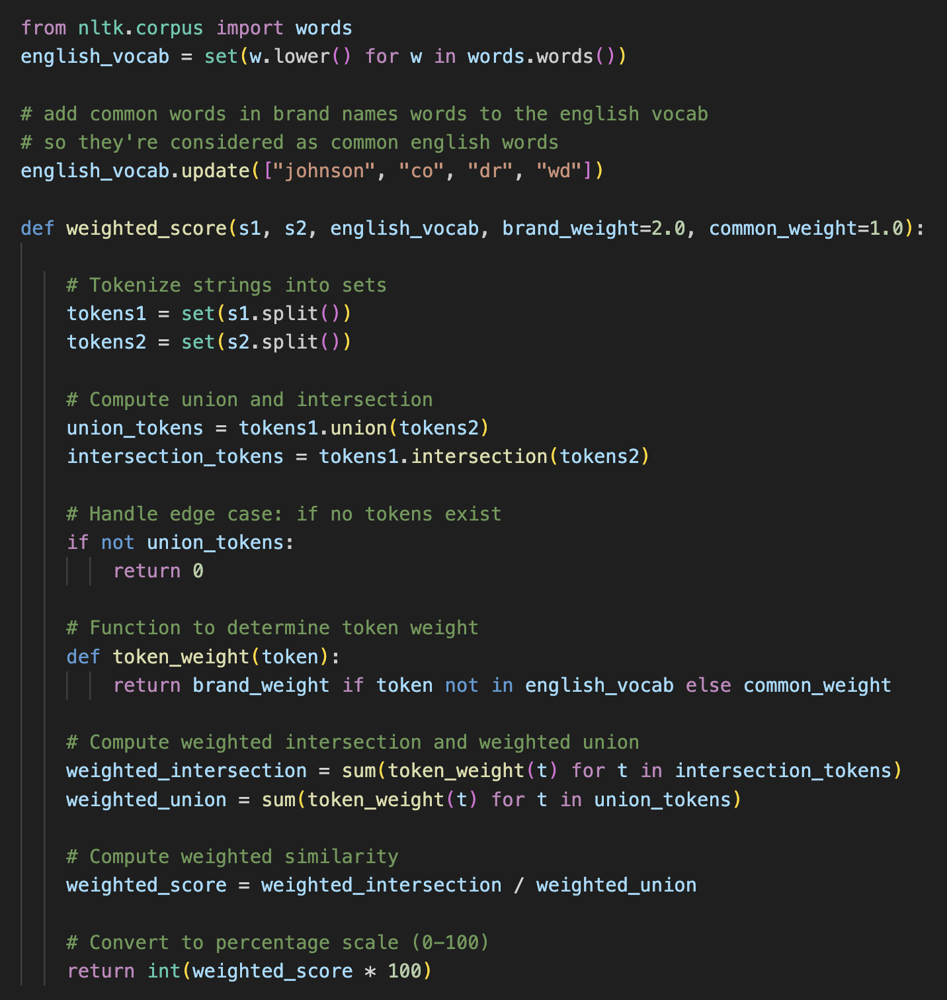 from nltk.corpus import words
english_vocab = set(w.lower() for w in words.words())
# add common words in brand names words to the english vocab
# so they're considered as common english words
english_vocab.update(["johnson", "co", "dr", "wd"])
def weighted_score(s1, s2, english_vocab, brand_weight=2.0, common_weight=1.0):
# Tokenize strings into sets
tokens1 = set(s1.split())
tokens2 = set(s2.split())
# Compute union and intersection
union_tokens = tokens1.union(tokens2)
intersection_tokens = tokens1.intersection(tokens2)
# Handle edge case: if no tokens exist
if not union_tokens:
return 0
# Function to determine token weight
def token_weight(token):
return brand_weight if token not in english_vocab else common_weight
# Compute weighted intersection and weighted union
weighted_intersection = sum(token_weight(t) for t in intersection_tokens)
weighted_union = sum(token_weight(t) for t in union_tokens)
# Compute weighted similarity
weighted_score = weighted_intersection / weighted_union
# Convert to percentage scale (0–100)
return int(weighted_score * 100)